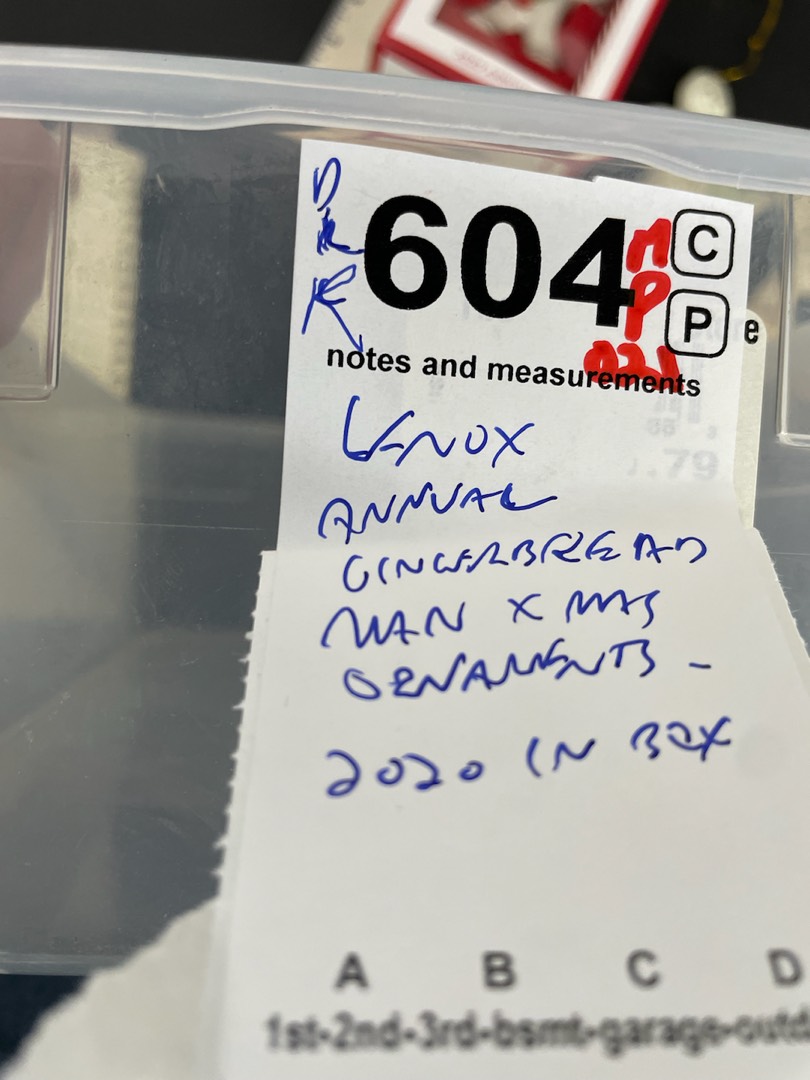 604
C
P
e
notes and measurements
LENOX
ANNUAL
GINGERBREAD
MAN XMAS
ORNAMENTS -
2020 IN BOX
A B C D
1st-2nd-3rd-bsmt-garage-outd